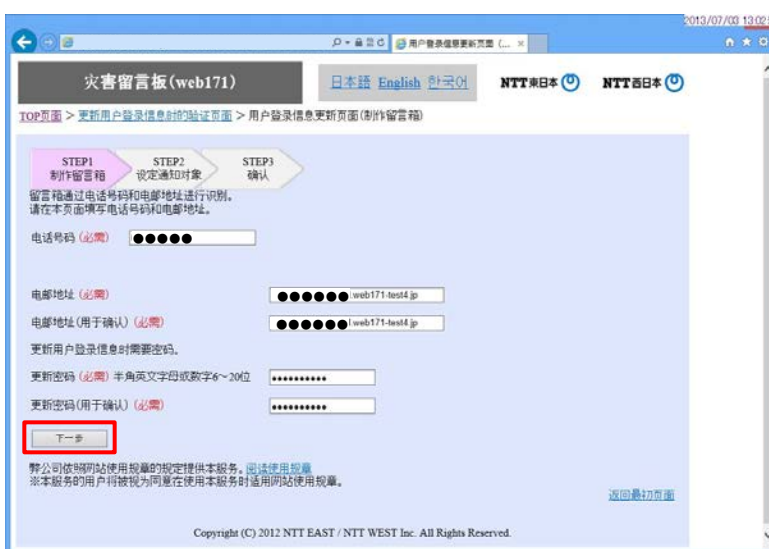 2013/07/03 13:02
用户登录信息更新页面 (... ×
灾害留言板(web171)
日本語 English 한국어
NTT東日本
NTT西日本
TOP页面 > 更新用户登录信息时的验证页面 > 用户登录信息更新页面(制作留言箱)
STEP1 STEP2 STEP3
制作留言箱 设定通知对象 确认
留言箱通过电话号码和电邮地址进行识别。
请在本页面填写电话号码和电邮地址。
电话号码 (必需) ●●●●●
电邮地址 (必需) ●●●●●● web171-test4.jp
电邮地址(用于确认) (必需) ●●●●●● web171-test4.jp
更新用户登录信息时需要密码。
更新密码 (必需) 半角英文字母或数字6～20位 ●●●●●●●●●●
更新密码(用于确认) (必需) ●●●●●●●●●●
下一步
弊公司依照网站使用规章的规定提供本服务。阅读使用规章
※本服务的用户将被视为同意在使用本服务时适用网站使用规章。
返回最初页面
Copyright (C) 2012 NTT EAST / NTT WEST Inc. All Rights Reserved.